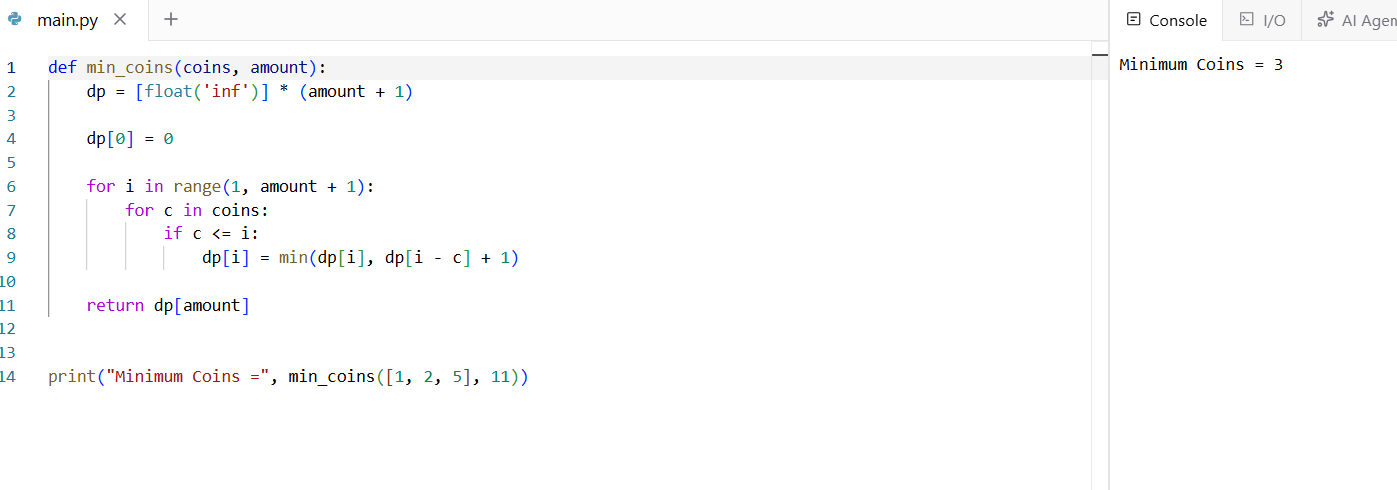 main.py
Console I/O AI Agen
1 def min_coins(coins, amount):
2 dp = [float('inf')] * (amount + 1)
3
4 dp[0] = 0
5
6 for i in range(1, amount + 1):
7 for c in coins:
8 if c <= i:
9 dp[i] = min(dp[i], dp[i - c] + 1)
10
11 return dp[amount]
12
13
14 print("Minimum Coins =", min_coins([1, 2, 5], 11))
Minimum Coins = 3